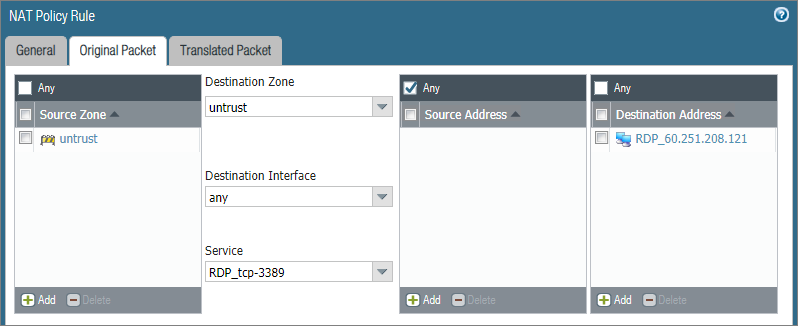 NAT Policy Rule
General
Original Packet
Translated Packet
Any
Source Zone
untrust
Add
Delete
Destination Zone
untrust
Destination Interface
any
Service
RDP_tcp-3389
Any
Source Address
Add
Delete
Any
Destination Address
RDP_60.251.208.121
Add
Delete